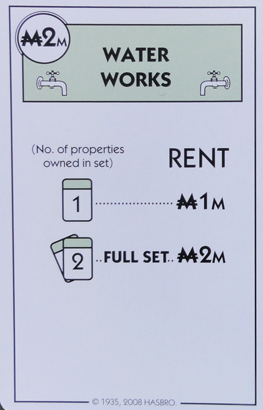 ₩2M
WATER
WORKS
(No. of properties
owned in set)
RENT
1
₩1M
2
FULL SET
₩2M
© 1935, 2008 HASBRO